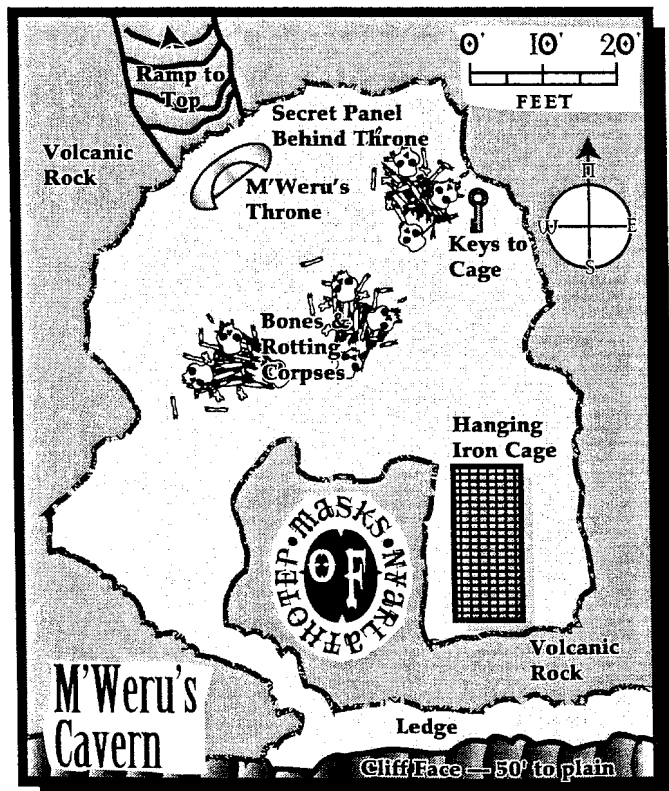 0' 10' 20'
FEET
Ramp to
Top
Secret Panel
Behind Throne
Volcanic
Rock
M'Weru's
Throne
n
W E
S
Keys to
Cage
Bones &
Rotting
Corpses
Hanging
Iron Cage
MASKS
OF
NYARLATHOTEP
Volcanic
Rock
M'Weru's
Cavern
Ledge
Cliff Face — 50' to plain